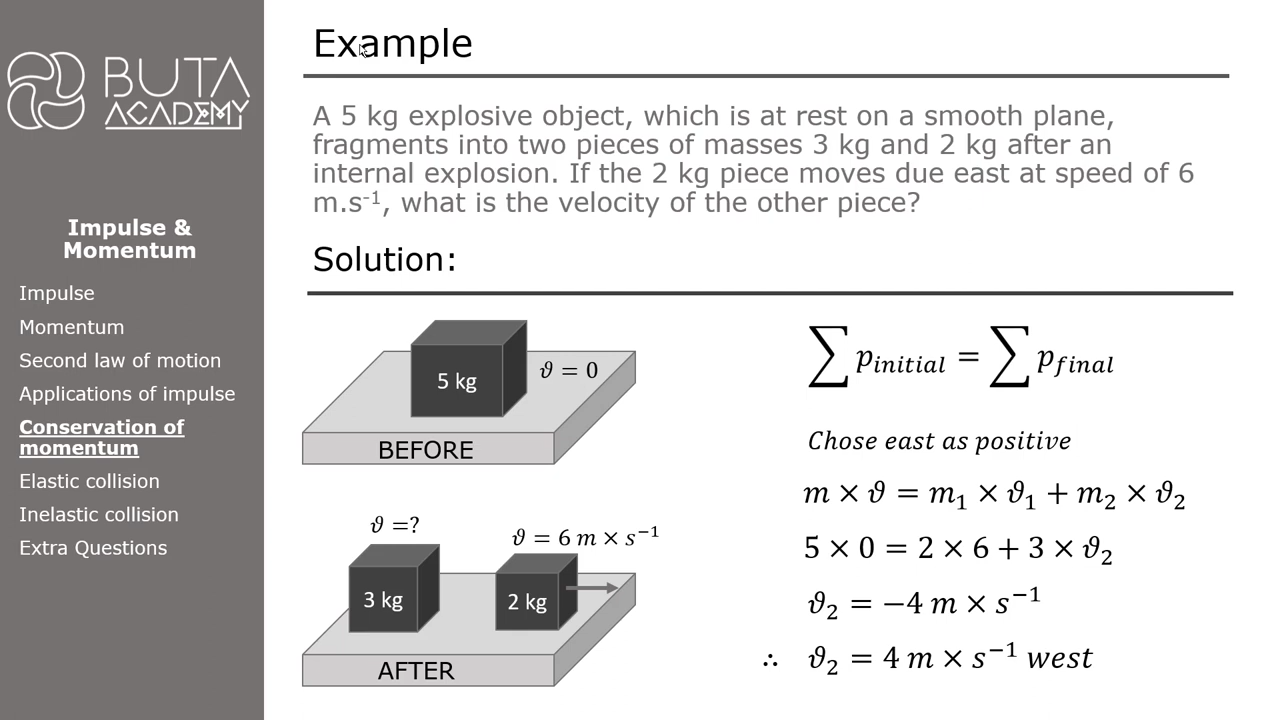 BUTA
ACADEMY
Impulse &
Momentum
Impulse
Momentum
Second law of motion
Applications of impulse
Conservation of
momentum
Elastic collision
Inelastic collision
Extra Questions
Example
A 5 kg explosive object, which is at rest on a smooth plane,
fragments into two pieces of masses 3 kg and 2 kg after an
internal explosion. If the 2 kg piece moves due east at speed of 6
m.s⁻¹, what is the velocity of the other piece?
Solution:
5 kg
𝜗 = 0
BEFORE
𝜗 =?
𝜗 = 6 m × s⁻¹
3 kg
2 kg
AFTER
∑ p_initial = ∑ p_final
Chose east as positive
m × 𝜗 = m₁ × 𝜗₁ + m₂ × 𝜗₂
5 × 0 = 2 × 6 + 3 × 𝜗₂
𝜗₂ = −4 m × s⁻¹
∴ 𝜗₂ = 4 m × s⁻¹ west